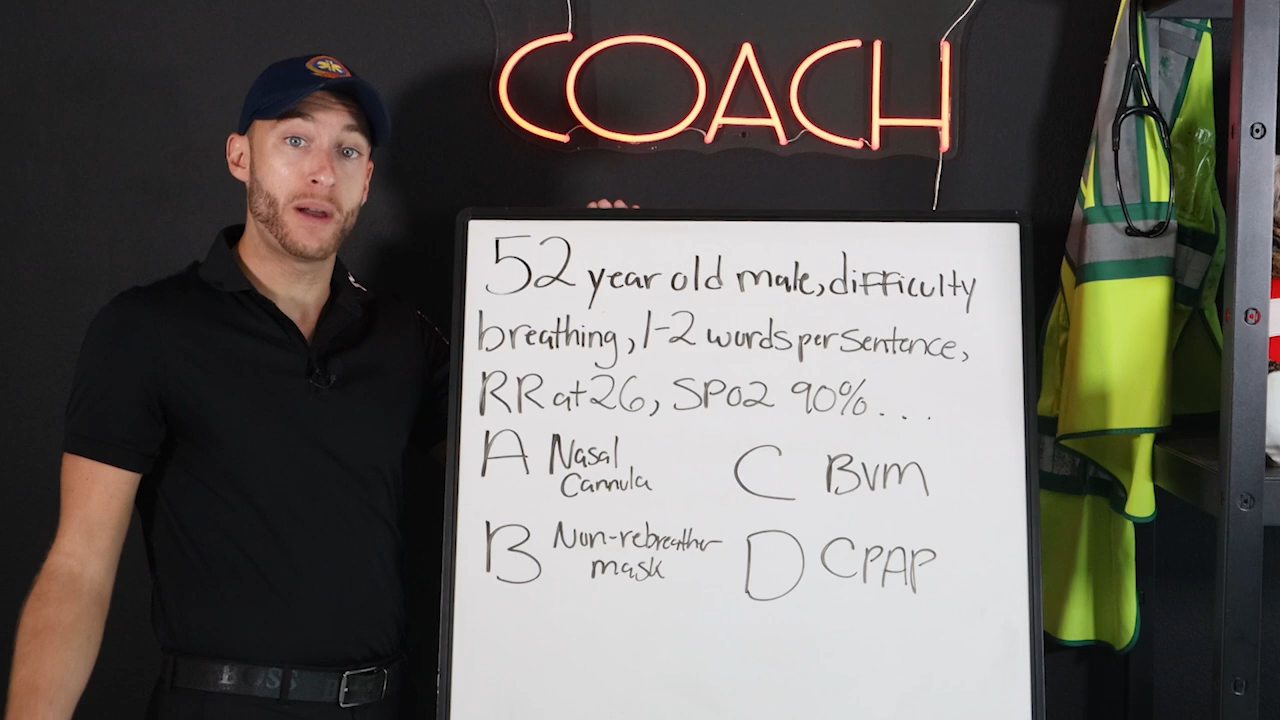 COACH
52 year old male, difficulty
breathing, 1-2 words per sentence,
RR at 26, SPO2 90%...
A Nasal Cannula
C BVM
B Non-rebreather mask
D CPAP
BOSS